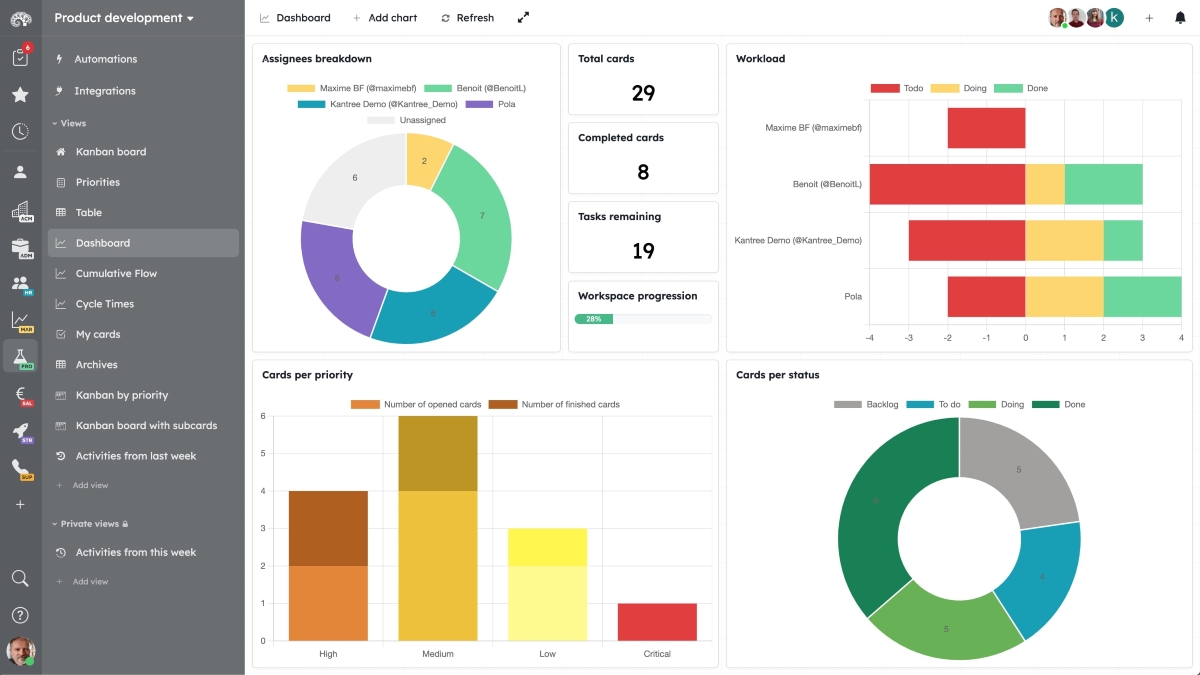 Product development
6
Automations
Integrations
Views
Kanban board
Priorities
Table
Dashboard
Cumulative Flow
Cycle Times
My cards
Archives
Kanban by priority
Kanban board with subcards
Activities from last week
+ Add view
Private views
Activities from this week
+ Add view
ACM
ADM
HR
MAR
PRO
SAL
STR
SUP
+
?
Dashboard + Add chart Refresh
k +
Assignees breakdown
Maxime BF (@maximebf) Benoit (@BenoitL)
Kantree Demo (@Kantree_Demo) Pola
Unassigned
2
6
7
6
6
Total cards
29
Completed cards
8
Tasks remaining
19
Workspace progression
28%
Workload
Todo Doing Done
Maxime BF (@maximebf)
Benoit (@BenoitL)
Kantree Demo (@Kantree_Demo)
Pola
-4 -3 -2 -1 0 1 2 3 4
Cards per priority
Number of opened cards Number of finished cards
6
5
4
3
2
1
0
High Medium Low Critical
Cards per status
Backlog To do Doing Done
5
4
5